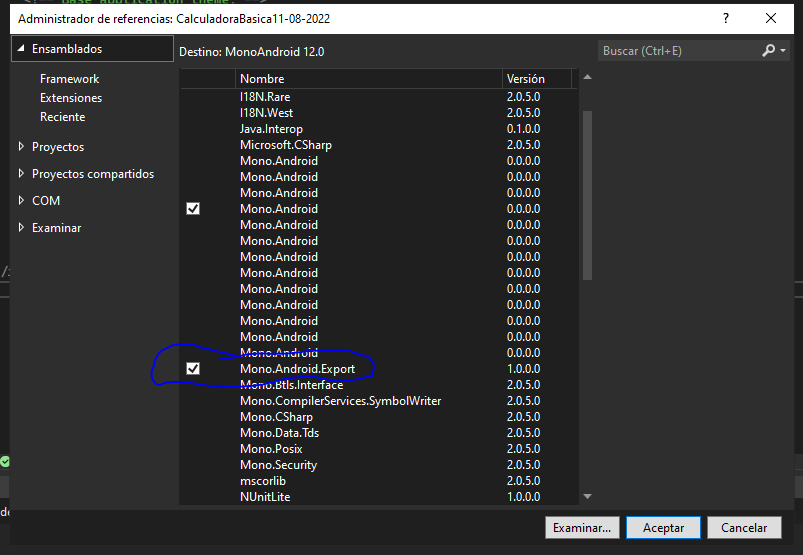 <!-- Base application theme. -->
Administrador de referencias: CalculadoraBasica11-08-2022
?
Ensamblados
Destino: MonoAndroid 12.0
Buscar (Ctrl+E)
Framework
Extensiones
Reciente
Proyectos
Proyectos compartidos
COM
Examinar
Nombre Versión
I18N.Rare 2.0.5.0
I18N.West 2.0.5.0
Java.Interop 0.1.0.0
Microsoft.CSharp 2.0.5.0
Mono.Android 0.0.0.0
Mono.Android 0.0.0.0
Mono.Android 0.0.0.0
Mono.Android 0.0.0.0
Mono.Android 0.0.0.0
Mono.Android 0.0.0.0
Mono.Android 0.0.0.0
Mono.Android 0.0.0.0
Mono.Android 0.0.0.0
Mono.Android 0.0.0.0
Mono.Android 0.0.0.0
Mono.Android 0.0.0.0
Mono.Android 0.0.0.0
Mono.Android.Export 1.0.0.0
Mono.Btls.Interface 2.0.5.0
Mono.CompilerServices.SymbolWriter 2.0.5.0
Mono.CSharp 2.0.5.0
Mono.Data.Tds 2.0.5.0
Mono.Posix 2.0.5.0
Mono.Security 2.0.5.0
mscorlib 2.0.5.0
NUnitLite 1.0.0.0
de
Examinar... Aceptar Cancelar